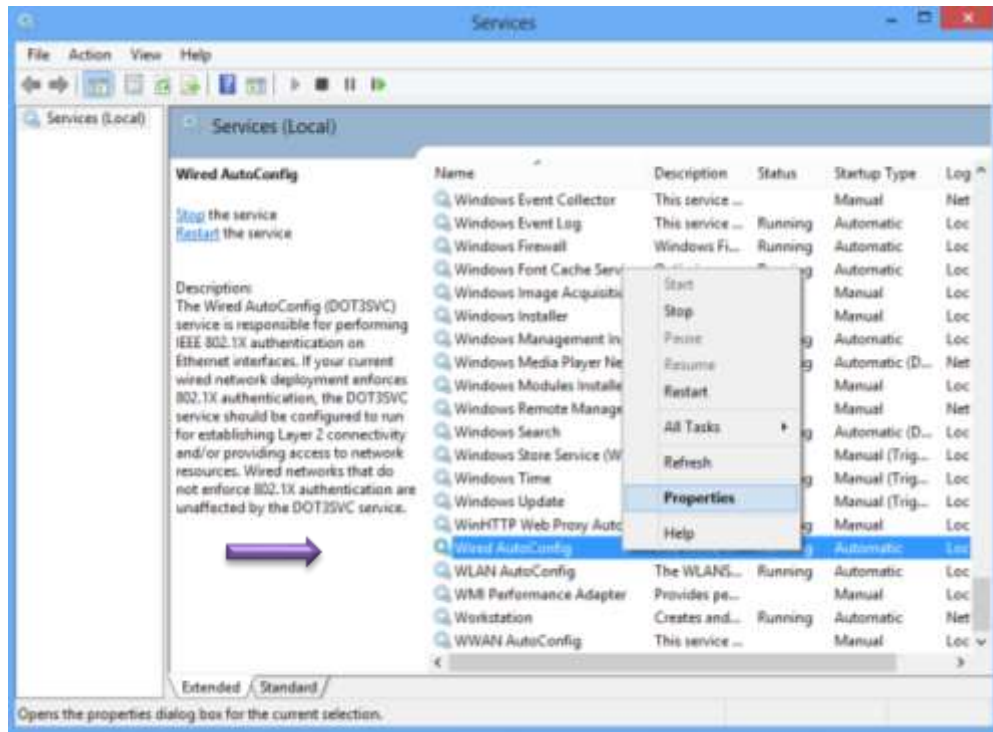 Services
File Action View Help
Services (Local)
Services (Local)
Wired AutoConfig
Stop the service
Restart the service
Description:
The Wired AutoConfig (DOT3SVC)
service is responsible for performing
IEEE 802.1X authentication on
Ethernet interfaces. If your current
wired network deployment enforces
802.1X authentication, the DOT3SVC
service should be configured to run
for establishing Layer 2 connectivity
and/or providing access to network
resources. Wired networks that do
not enforce 802.1X authentication are
unaffected by the DOT3SVC service.
Name Description Status Startup Type Log
Windows Event Collector This service ... Manual Net
Windows Event Log This service ... Running Automatic Loc
Windows Firewall Windows Fi... Running Automatic Loc
Windows Font Cache Servi g Automatic Loc
Windows Image Acquisitio Manual Loc
Windows Installer Manual Loc
Windows Management In g Automatic Loc
Windows Media Player Ne g Automatic (D... Net
Windows Modules Installe Manual Loc
Windows Remote Manage Manual Net
Windows Search g Automatic (D... Loc
Windows Store Service (W Manual (Trig... Loc
Windows Time g Manual (Trig... Loc
Windows Update Manual (Trig... Loc
WinHTTP Web Proxy Auto g Manual Loc
Wired AutoConfig g Automatic Loc
WLAN AutoConfig The WLANS... Running Automatic Loc
WMI Performance Adapter Provides pe... Manual Loc
Workstation Creates and... Running Automatic Net
WWAN AutoConfig This service ... Manual Loc
Start
Stop
Pause
Resume
Restart
All Tasks
Refresh
Properties
Help
Extended Standard
Opens the properties dialog box for the current selection.